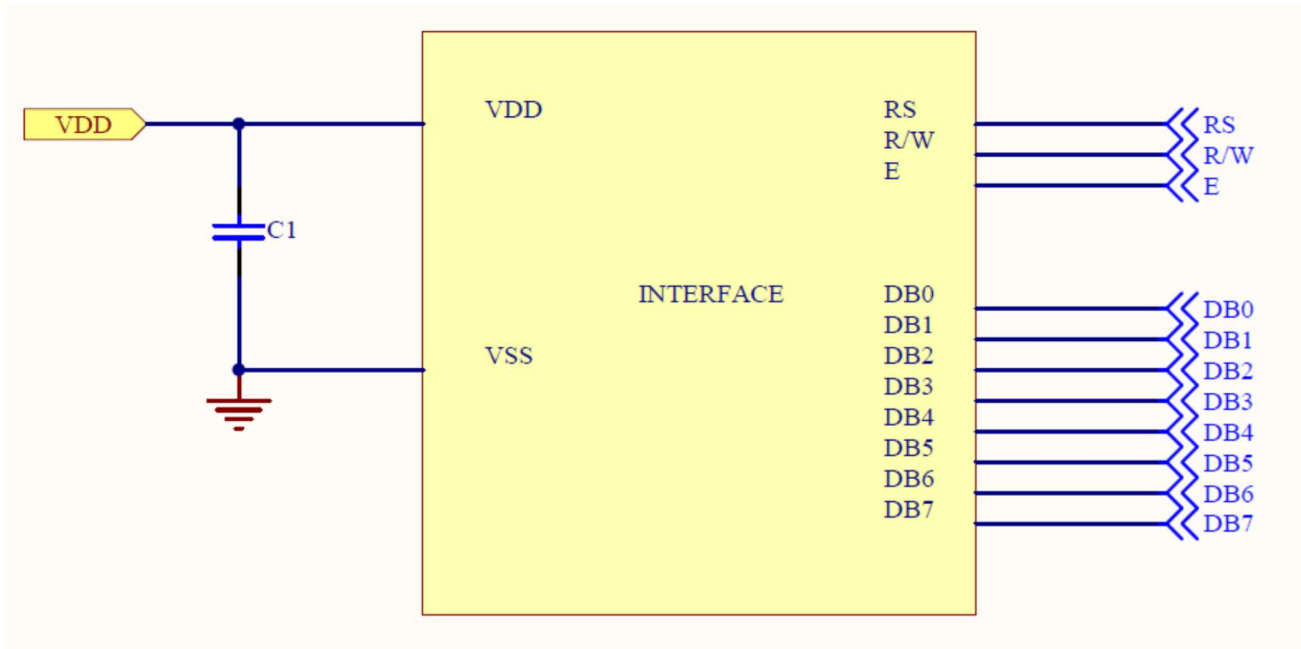 VDD
VDD
RS
RS
R/W
R/W
E
E
C1
INTERFACE
DB0
DB0
DB1
DB1
VSS
DB2
DB2
DB3
DB3
DB4
DB4
DB5
DB5
DB6
DB6
DB7
DB7